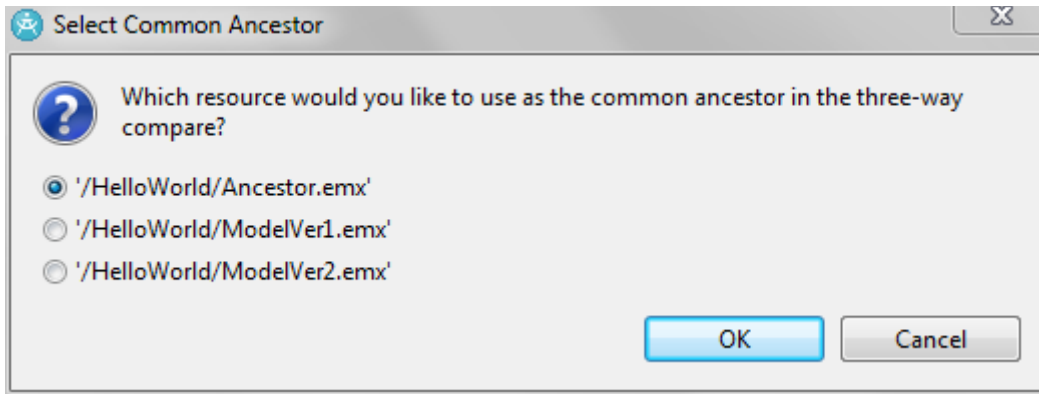 Select Common Ancestor
Which resource would you like to use as the common ancestor in the three-way
compare?
'/HelloWorld/Ancestor.emx'
'/HelloWorld/ModelVer1.emx'
'/HelloWorld/ModelVer2.emx'
OK Cancel